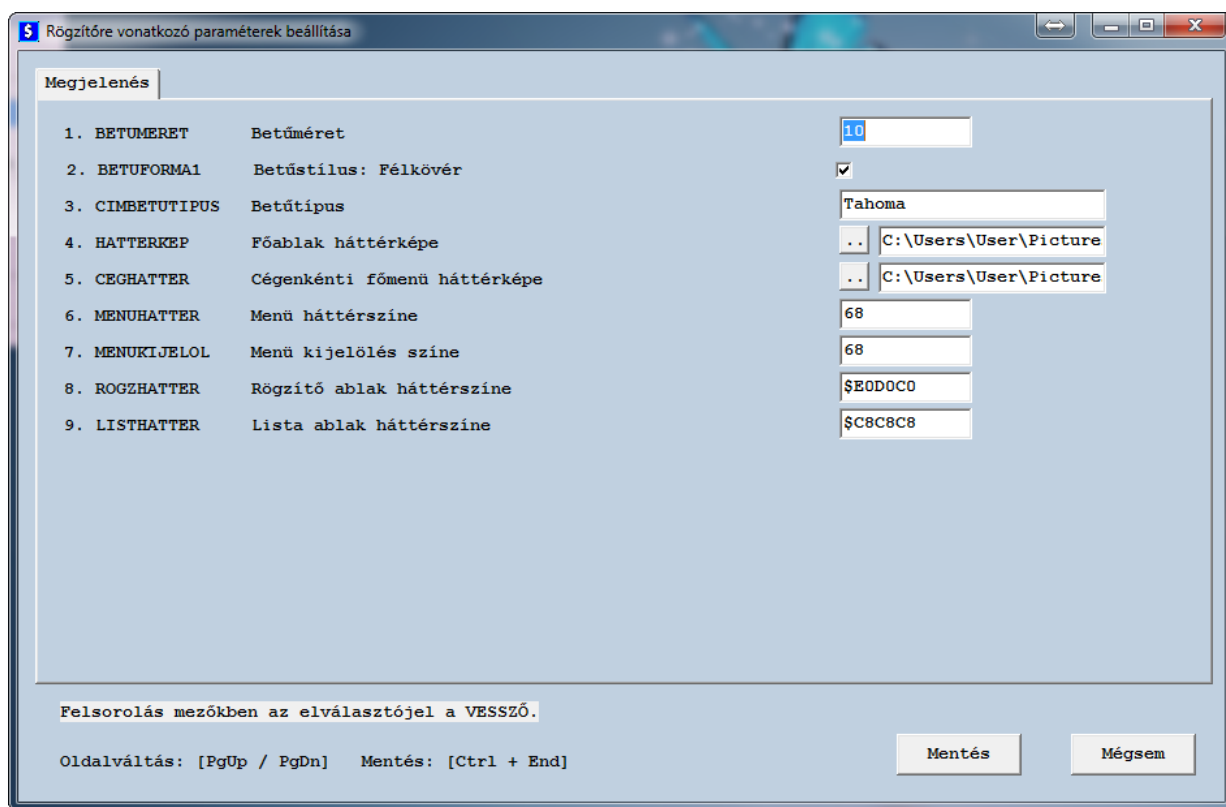 Rögzítőre vonatkozó paraméterek beállítása
Megjelenés
1. BETUMERET Betűméret 10
2. BETUFORMA1 Betűstílus: Félkövér
3. CIMBETUTIPUS Betűtípus Tahoma
4. HATTERKEP Főablak háttérképe .. C:\Users\User\Picture
5. CEGHATTER Cégenkénti főmenü háttérképe .. C:\Users\User\Picture
6. MENUHATTER Menü háttérszíne 68
7. MENUKIJELOL Menü kijelölés színe 68
8. ROGZHATTER Rögzítő ablak háttérszíne $E0D0C0
9. LISTHATTER Lista ablak háttérszíne $C8C8C8
Felsorolás mezőkben az elválasztójel a VESSZŐ.
Oldalváltás: [PgUp / PgDn] Mentés: [Ctrl + End] Mentés Mégsem